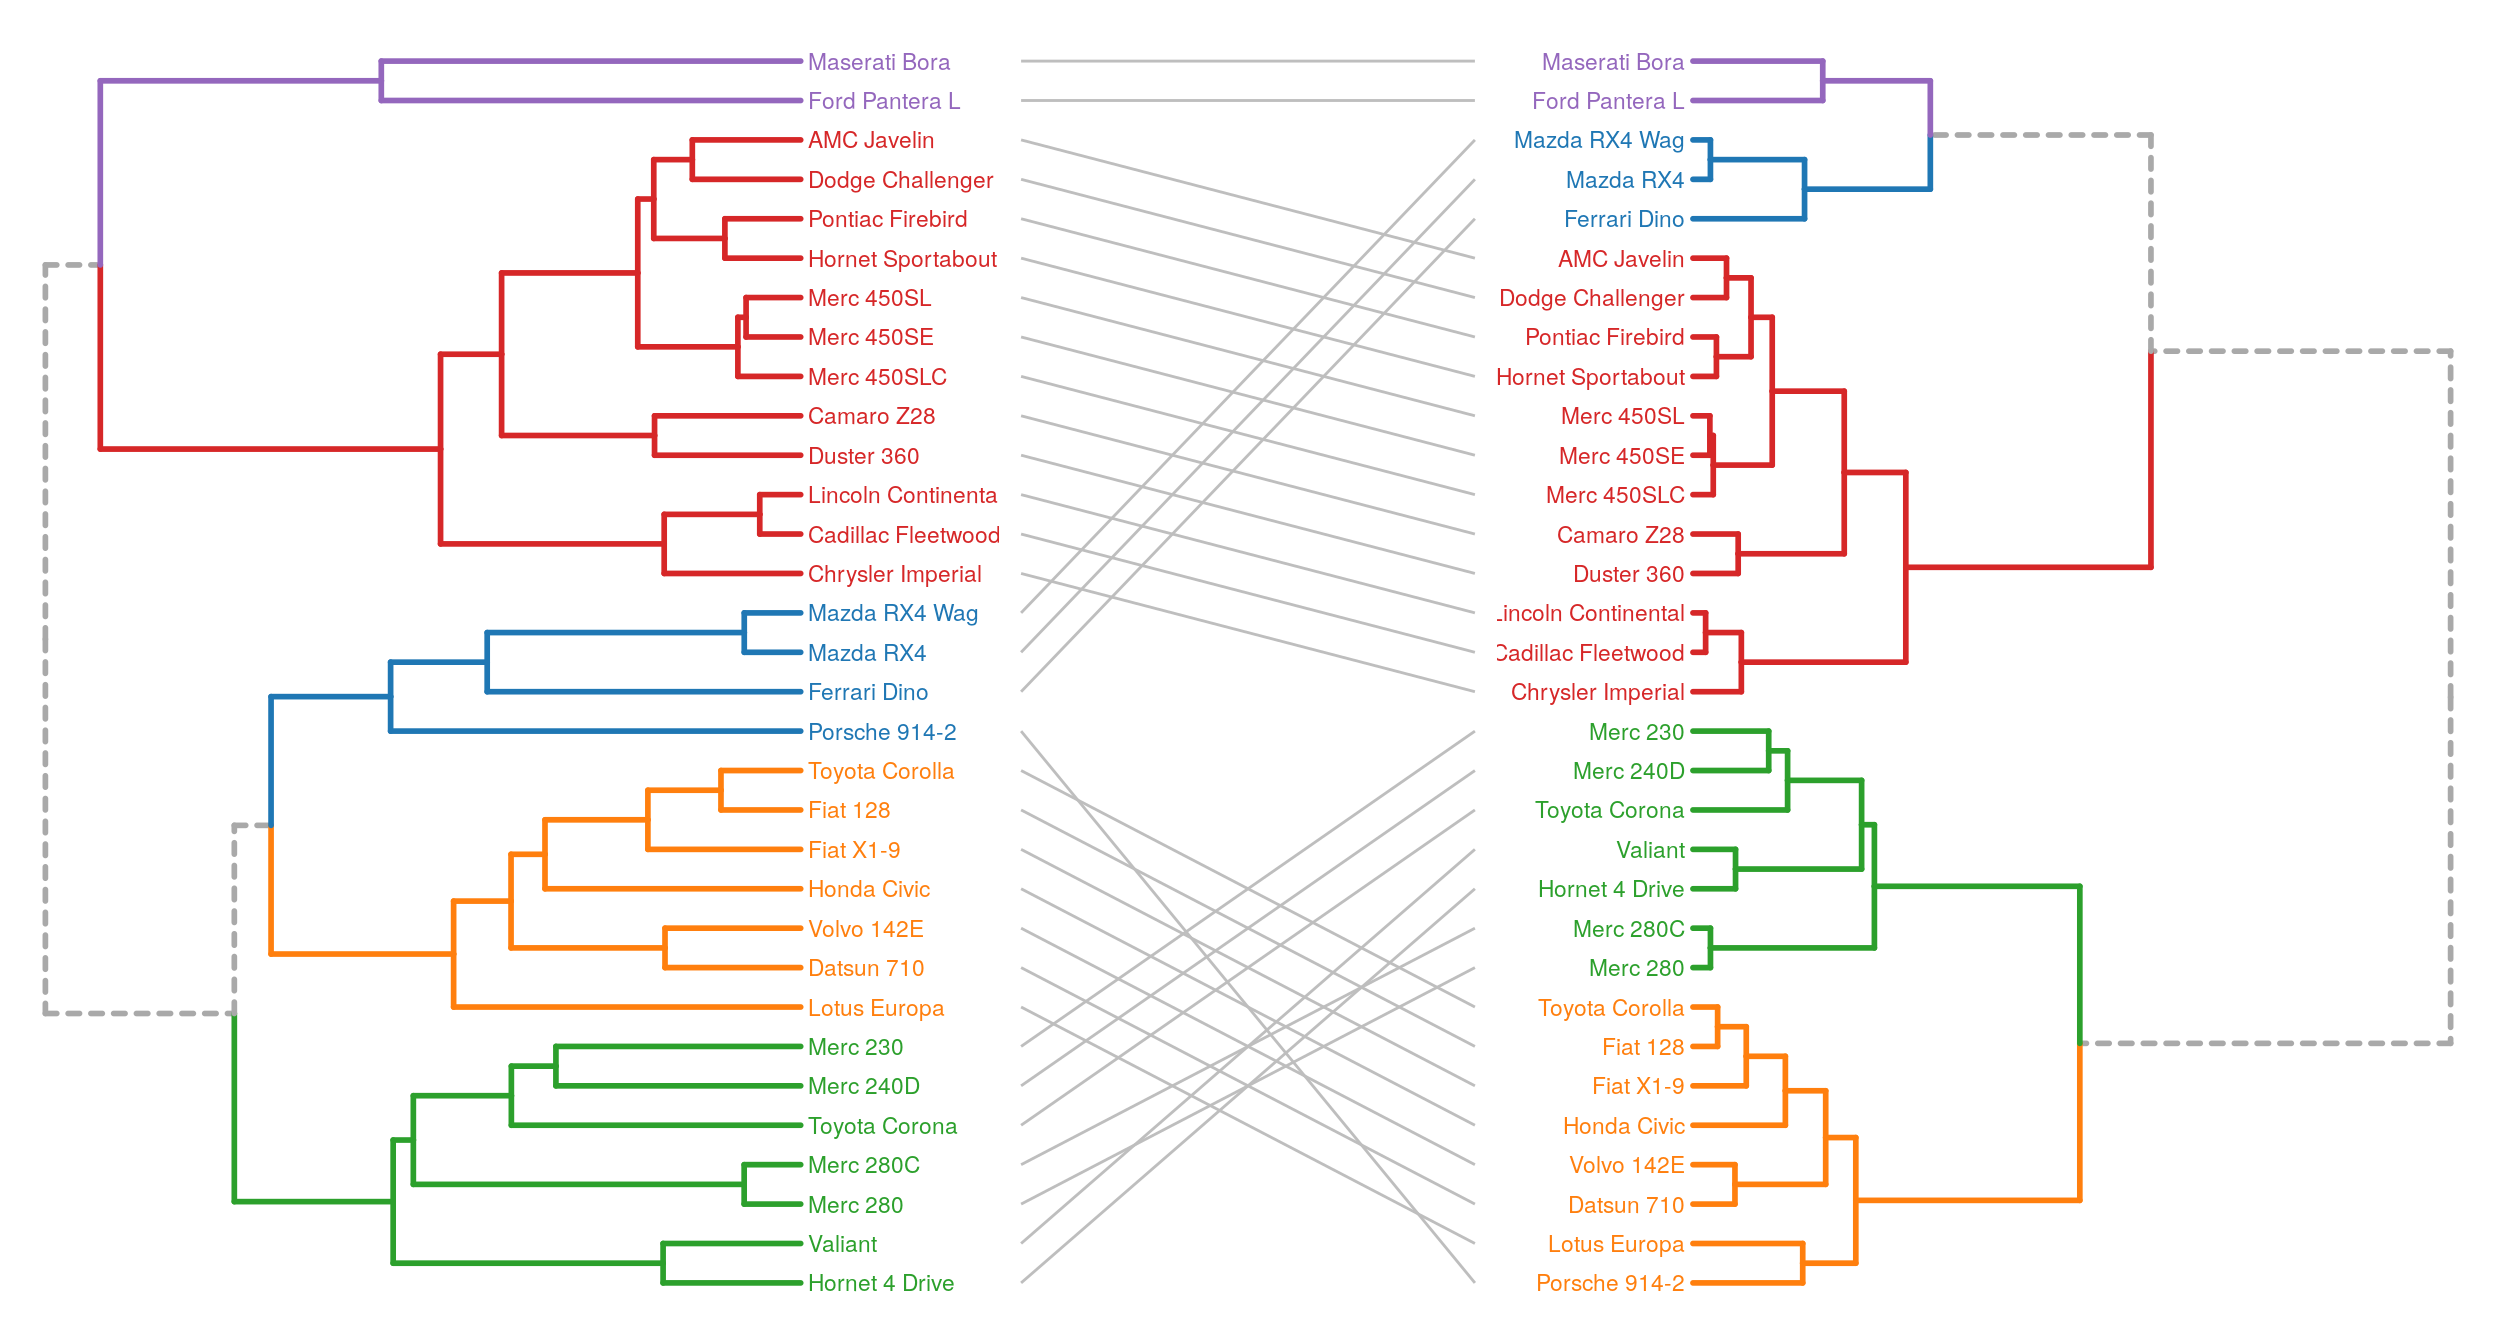 Maserati Bora
Ford Pantera L
AMC Javelin
Dodge Challenger
Pontiac Firebird
Hornet Sportabout
Merc 450SL
Merc 450SE
Merc 450SLC
Camaro Z28
Duster 360
Lincoln Continenta
Cadillac Fleetwood
Chrysler Imperial
Mazda RX4 Wag
Mazda RX4
Ferrari Dino
Porsche 914-2
Toyota Corolla
Fiat 128
Fiat X1-9
Honda Civic
Volvo 142E
Datsun 710
Lotus Europa
Merc 230
Merc 240D
Toyota Corona
Merc 280C
Merc 280
Valiant
Hornet 4 Drive
Maserati Bora
Ford Pantera L
Mazda RX4 Wag
Mazda RX4
Ferrari Dino
AMC Javelin
Dodge Challenger
Pontiac Firebird
Hornet Sportabout
Merc 450SL
Merc 450SE
Merc 450SLC
Camaro Z28
Duster 360
Lincoln Continental
Cadillac Fleetwood
Chrysler Imperial
Merc 230
Merc 240D
Toyota Corona
Valiant
Hornet 4 Drive
Merc 280C
Merc 280
Toyota Corolla
Fiat 128
Fiat X1-9
Honda Civic
Volvo 142E
Datsun 710
Lotus Europa
Porsche 914-2